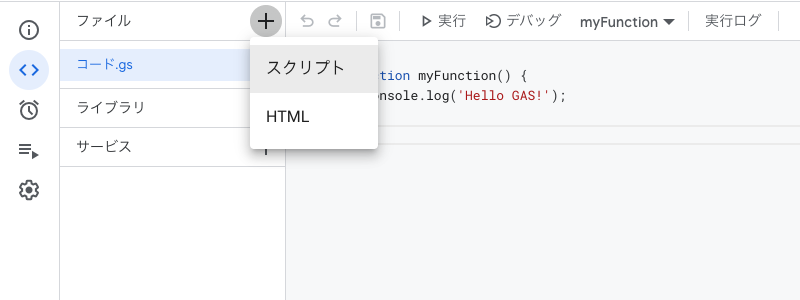 ファイル
実行
デバッグ
myFunction
実行ログ
コード.gs
スクリプト
HTML
ライブラリ
サービス
tion myFunction() {
nsole.log('Hello GAS!');